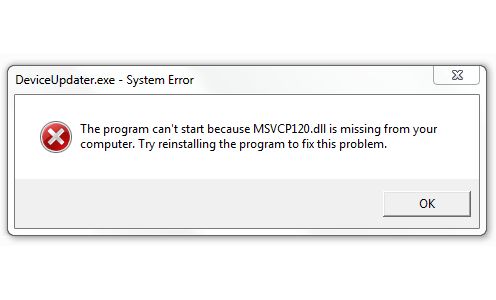 DeviceUpdater.exe - System Error
The program can't start because MSVCP120.dll is missing from your
computer. Try reinstalling the program to fix this problem.
OK